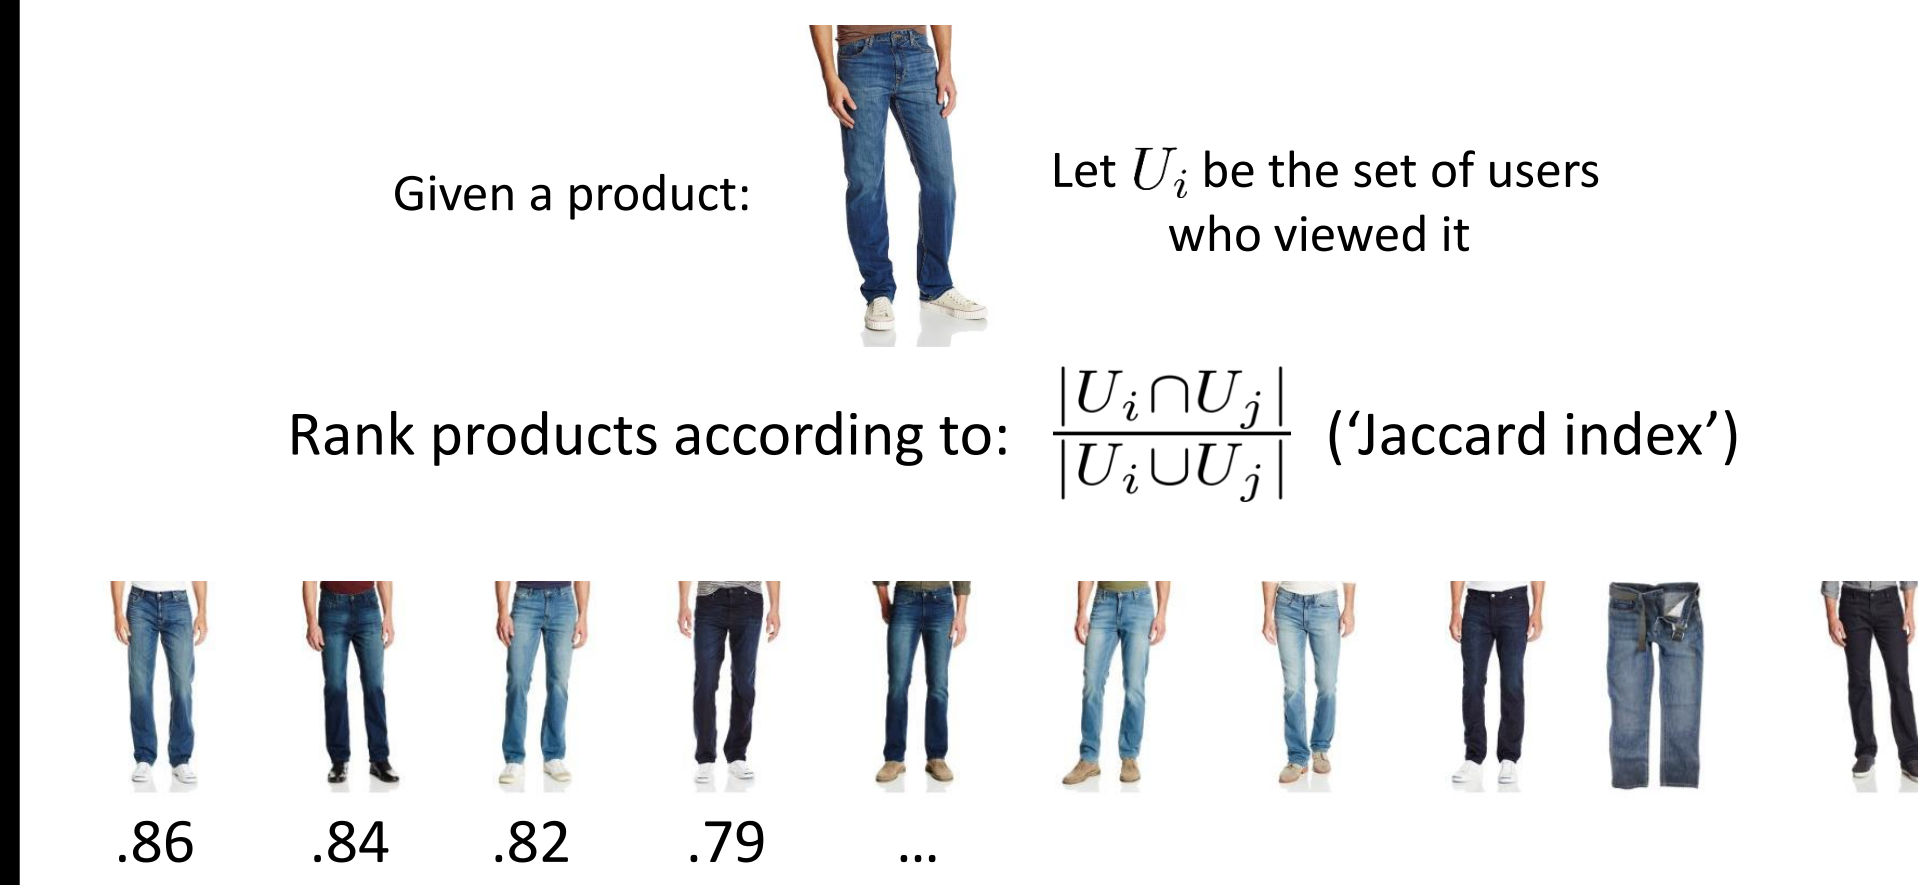 Given a product:
Let U_i be the set of users
who viewed it
Rank products according to: |U_i ∩ U_j| / |U_i ∪ U_j| (‘Jaccard index’)
.86 .84 .82 .79 ...